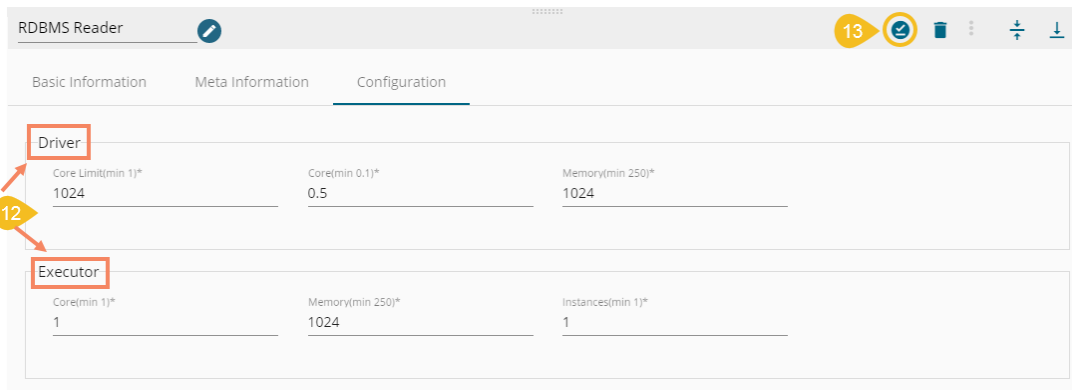 RDBMS Reader
13
Basic Information Meta Information Configuration
Driver
Core Limit(min 1)* Core(min 0.1)* Memory(min 250)*
1024 0.5 1024
12
Executor
Core(min 1)* Memory(min 250)* Instances(min 1)*
1 1024 1